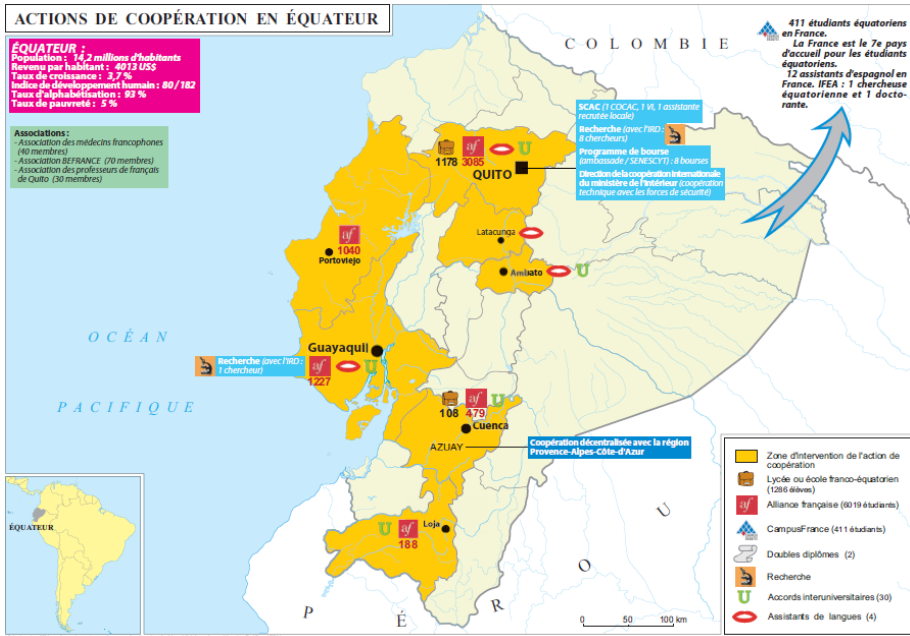 ACTIONS DE COOPÉRATION EN ÉQUATEUR
ÉQUATEUR :
Population : 14,2 millions d'habitants
Revenu par habitant : 4013 US$
Taux de croissance : 3,7 %
Indice de développement humain : 80 / 182
Taux d'alphabétisation : 93 %
Taux de pauvreté : 5 %
Associations :
- Association des médecins francophones
(40 membres)
- Association BEFRANCE (70 membres)
- Association des professeurs de français
de Quito (30 membres)
COLOMBIE
411 étudiants équatoriens
en France.
La France est le 7e pays
d'accueil pour les étudiants
équatoriens.
12 assistants d'espagnol en
France. IFEA : 1 chercheuse
équatorienne et 1 docto-
rante.
SCAC (1 COCAC, 1 VI, 1 assistante
recrutée locale)
Recherche (avec l'IRD :
8 chercheurs)
Programme de bourse
(ambassade / SENESCYT) : 8 bourses
Direction de la coopération internationale
du ministère de l'Intérieur (coopération
technique avec les forces de sécurité)
af
U
1178 3085
QUITO
Latacunga
Ambato
U
af
1040
Portoviejo
OCÉAN
PACIFIQUE
Guayaquil
Recherche (avec l'IRD :
1 chercheur)
af
U
1227
af
U
108 479
Cuenca
AZUAY
Coopération décentralisée avec la région
Provence-Alpes-Côte-d'Azur
U
af
188
Loja
PÉROU
ÉQUATEUR
0 50 100 km
Zone d'intervention de l'action de
coopération
Lycée ou école franco-équatorien
(1286 élèves)
af
Alliance française (6019 étudiants)
CampusFrance (411 étudiants)
Doubles diplômes (2)
Recherche
U
Accords interuniversitaires (30)
Assistants de langues (4)